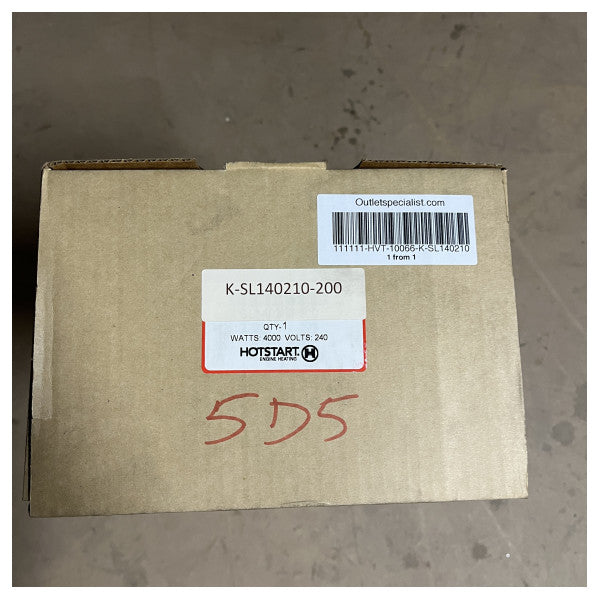 Outletspecialist.com
111111-HVT-10066-K-SL140210
1 from 1
K-SL140210-200
QTY-1
WATTS: 4000 VOLTS: 240
HOTSTART.
ENGINE HEATING
5D5